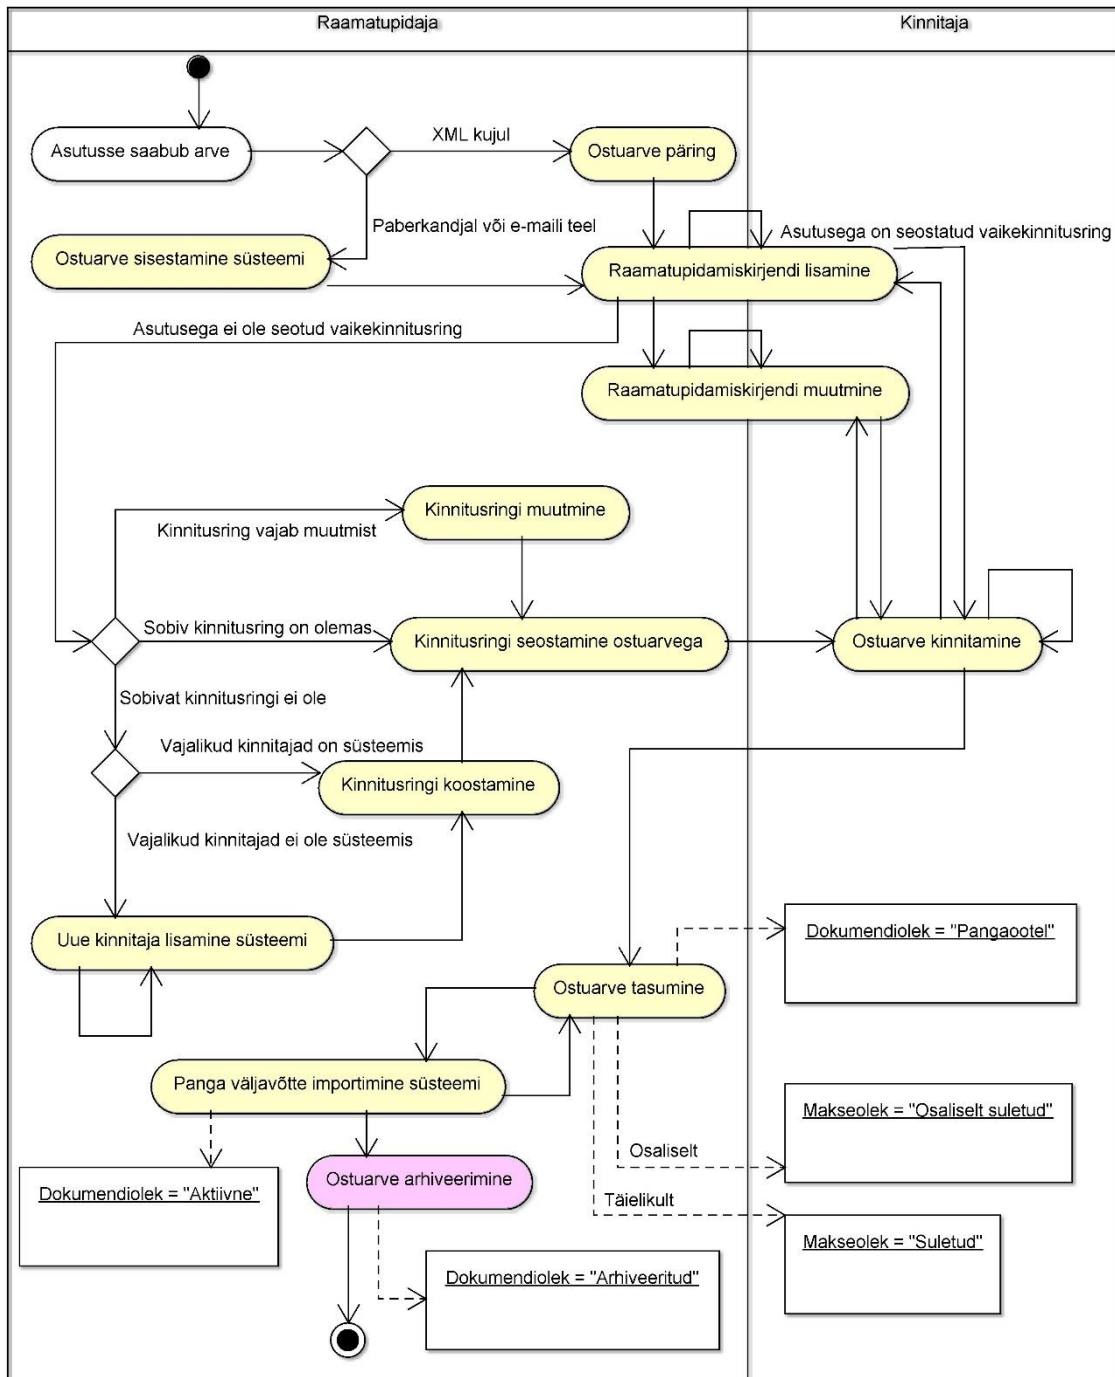 Raamatupidaja
Kinnitaja
Asutusse saabub arve
XML kujul
Ostuarve päring
Paberkandjal või e-maili teel
Asutusega on seostatud vaikekinnitusring
Ostuarve sisestamine süsteemi
Raamatupidamiskirjendi lisamine
Asutusega ei ole seotud vaikekinnitusring
Raamatupidamiskirjendi muutmine
Kinnitusringi muutmine
Kinnitusring vajab muutmist
Sobiv kinnitusring on olemas
Kinnitusringi seostamine ostuarvega
Ostuarve kinnitamine
Sobivat kinnitusringi ei ole
Vajalikud kinnitajad on süsteemis
Kinnitusringi koostamine
Vajalikud kinnitajad ei ole süsteemis
Uue kinnitaja lisamine süsteemi
Dokumendiolek = "Pangaootel"
Ostuarve tasumine
Panga väljavõtte importimine süsteemi
Makseolek = "Osaliselt suletud"
Osaliselt
Ostuarve arhiveerimine
Dokumendiolek = "Aktiivne"
Täielikult
Makseolek = "Suletud"
Dokumendiolek = "Arhiveeritud"